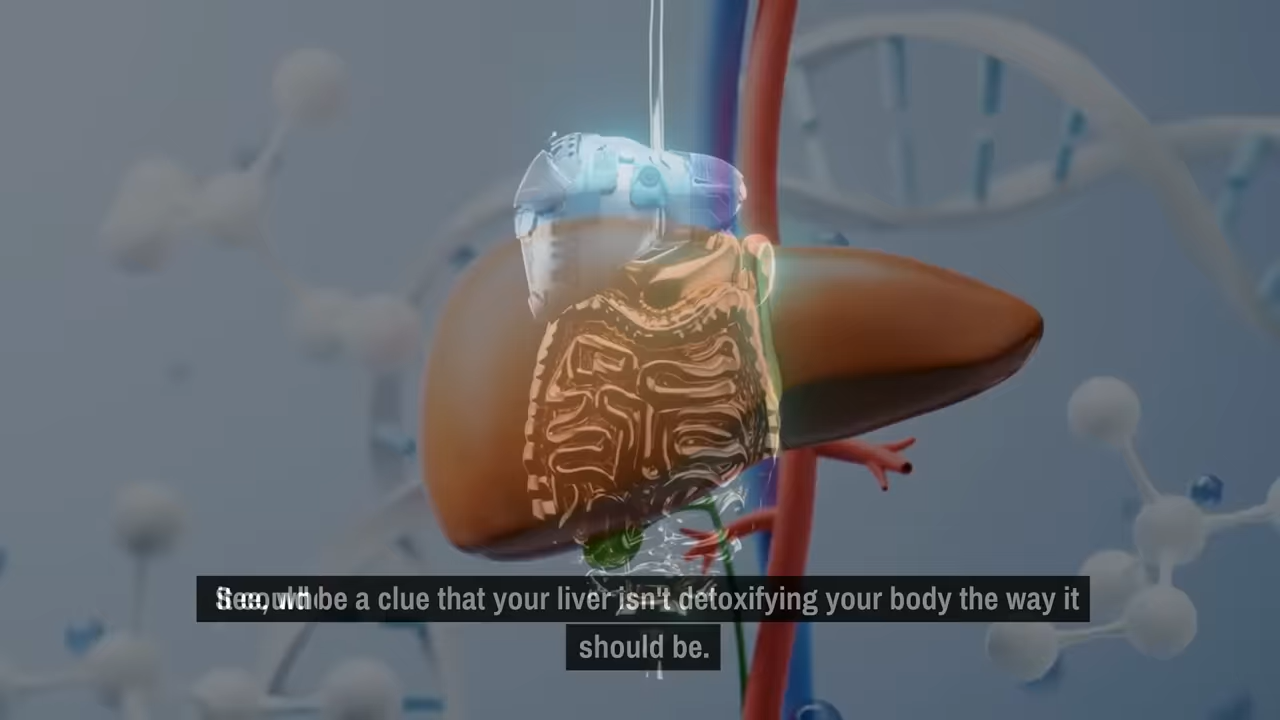 be a clue that your liver isn't detoxifying your body the way it
should be.